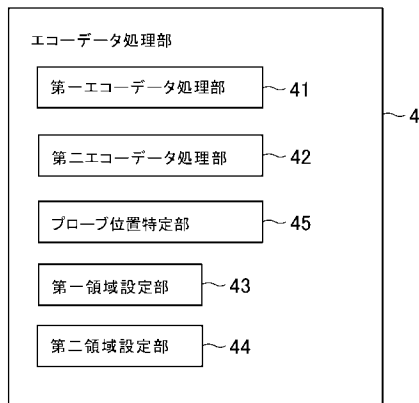 エコーデータ処理部
第一エコーデータ処理部 41
4
第二エコーデータ処理部 42
プローブ位置特定部 45
第一領域設定部 43
第二領域設定部 44